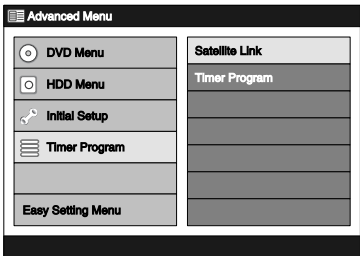 Advanced Menu
DVD Menu
HDD Menu
Initial Setup
Timer Program
Easy Setting Menu
Satellite Link
Timer Program